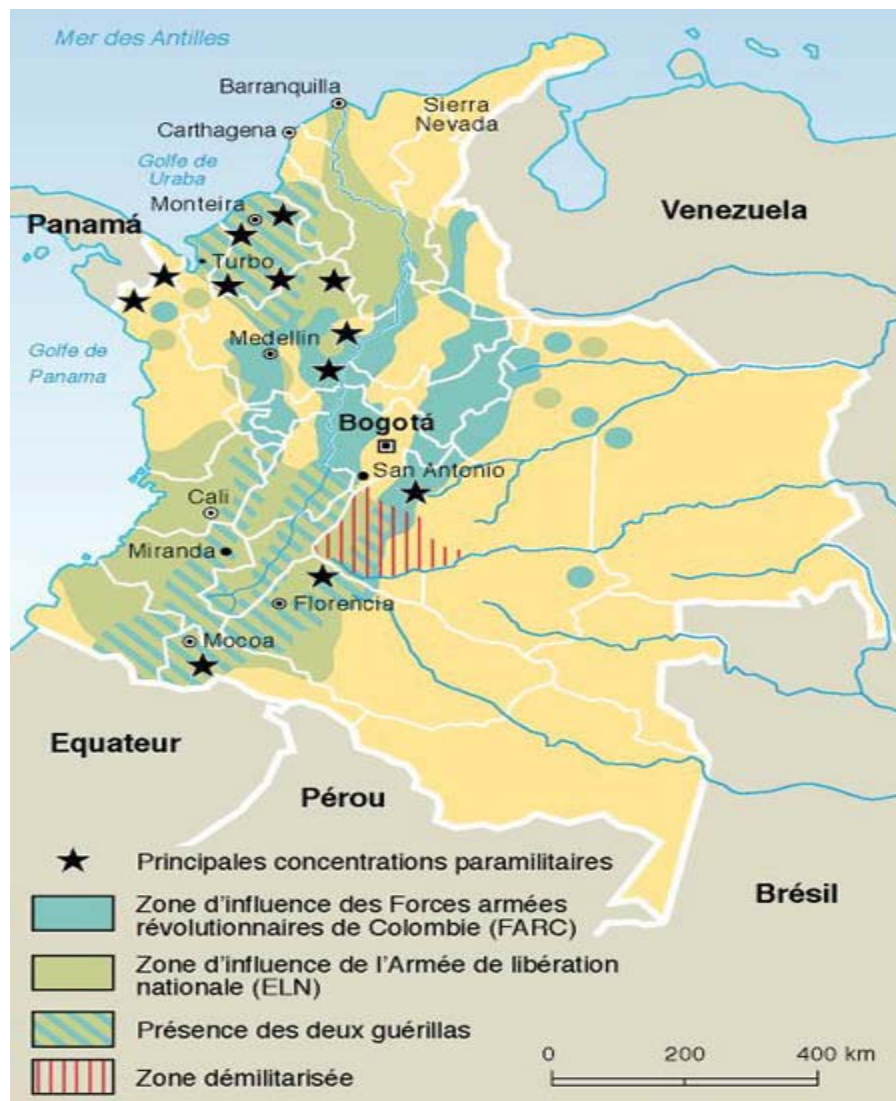 Mer des Antilles
Barranquilla
Sierra
Nevada
Carthagena
Golfe de
Uraba
Monteira
Panamá
Venezuela
Turbo
Medellin
Golfe de
Panama
Bogotá
San Antonio
Cali
Miranda
Florencia
Mocoa
Equateur
Pérou
Brésil
Principales concentrations paramilitaires
Zone d'influence des Forces armées
révolutionnaires de Colombie (FARC)
Zone d'influence de l'Armée de libération
nationale (ELN)
Présence des deux guérillas
Zone démilitarisée
0 200 400 km